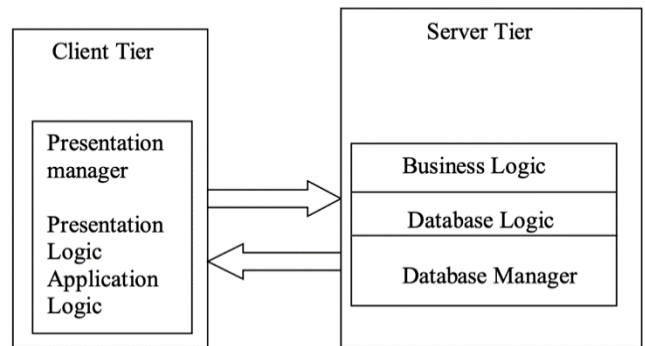 Client Tier
Presentation
manager
Presentation
Logic
Application
Logic
Server Tier
Business Logic
Database Logic
Database Manager